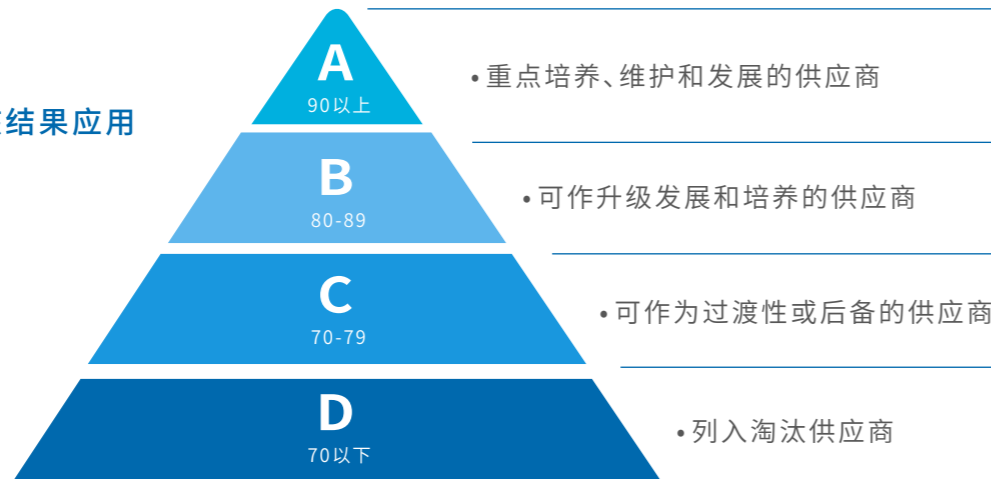 A
90以上
• 重点培养、维护和发展的供应商
结果应用
B
80-89
• 可作升级发展和培养的供应商
C
70-79
• 可作为过渡性或后备的供应商
D
70以下
• 列入淘汰供应商